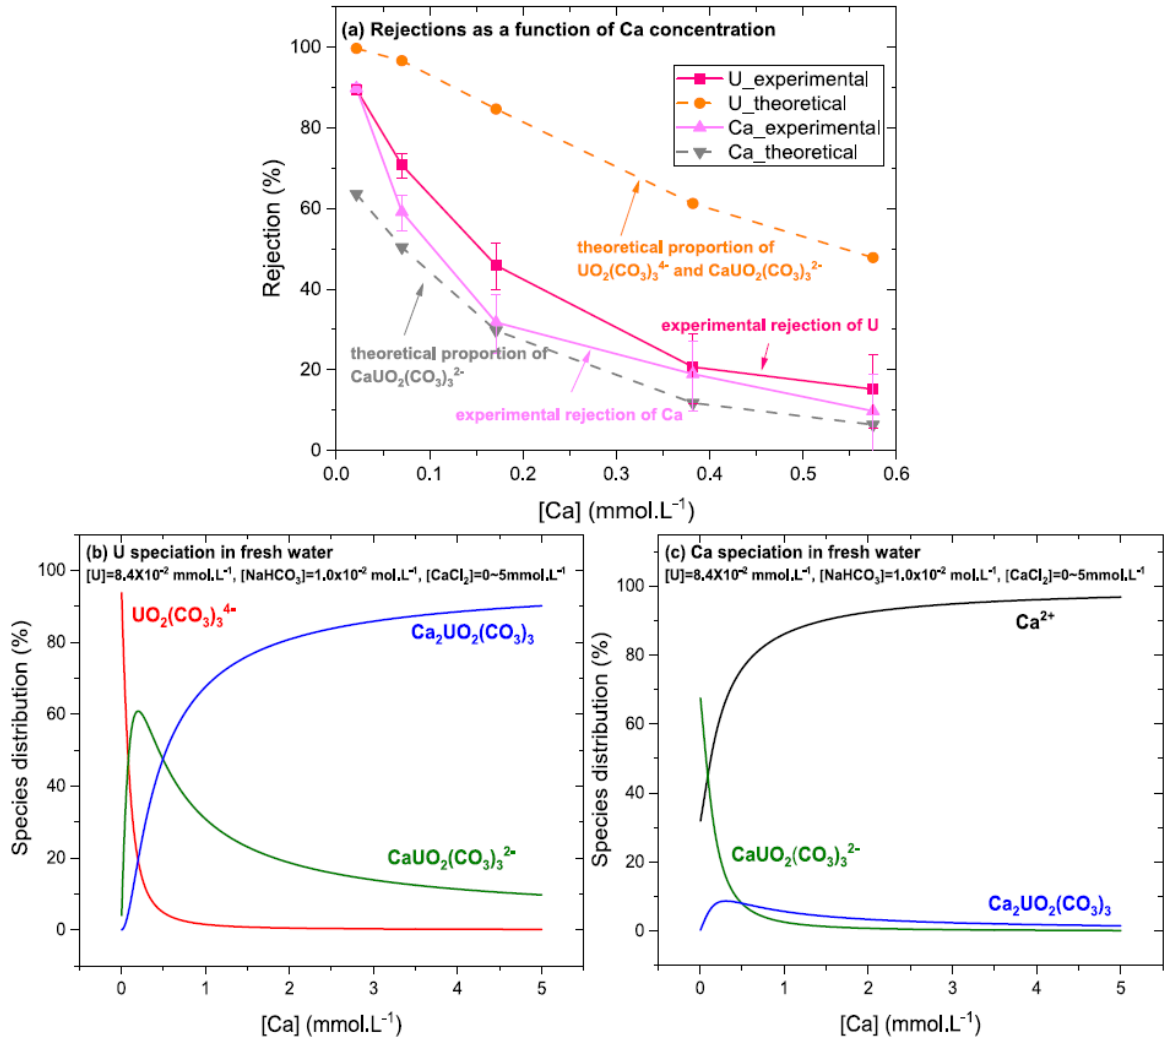 (a) Rejections as a function of Ca concentration
100
80
60
40
20
0
Rejection (%)
U_experimental
U_theoretical
Ca_experimental
Ca_theoretical
theoretical proportion of
UO₂(CO₃)₃⁴⁻ and CaUO₂(CO₃)₃²⁻
experimental rejection of U
theoretical proportion of
CaUO₂(CO₃)₃²⁻
experimental rejection of Ca
0.0 0.1 0.2 0.3 0.4 0.5 0.6
[Ca] (mmol.L⁻¹)
(b) U speciation in fresh water
[U]=8.4X10⁻² mmol.L⁻¹, [NaHCO₃]=1.0x10⁻² mol.L⁻¹, [CaCl₂]=0~5mmol.L⁻¹
100
80
60
40
20
0
Species distribution (%)
UO₂(CO₃)₃⁴⁻
Ca₂UO₂(CO₃)₃
CaUO₂(CO₃)₃²⁻
0 1 2 3 4 5
[Ca] (mmol.L⁻¹)
(c) Ca speciation in fresh water
[U]=8.4X10⁻² mmol.L⁻¹, [NaHCO₃]=1.0x10⁻² mol.L⁻¹, [CaCl₂]=0~5mmol.L⁻¹
100
80
60
40
20
0
Species distribution (%)
Ca²⁺
CaUO₂(CO₃)₃²⁻
Ca₂UO₂(CO₃)₃
0 1 2 3 4 5
[Ca] (mmol.L⁻¹)